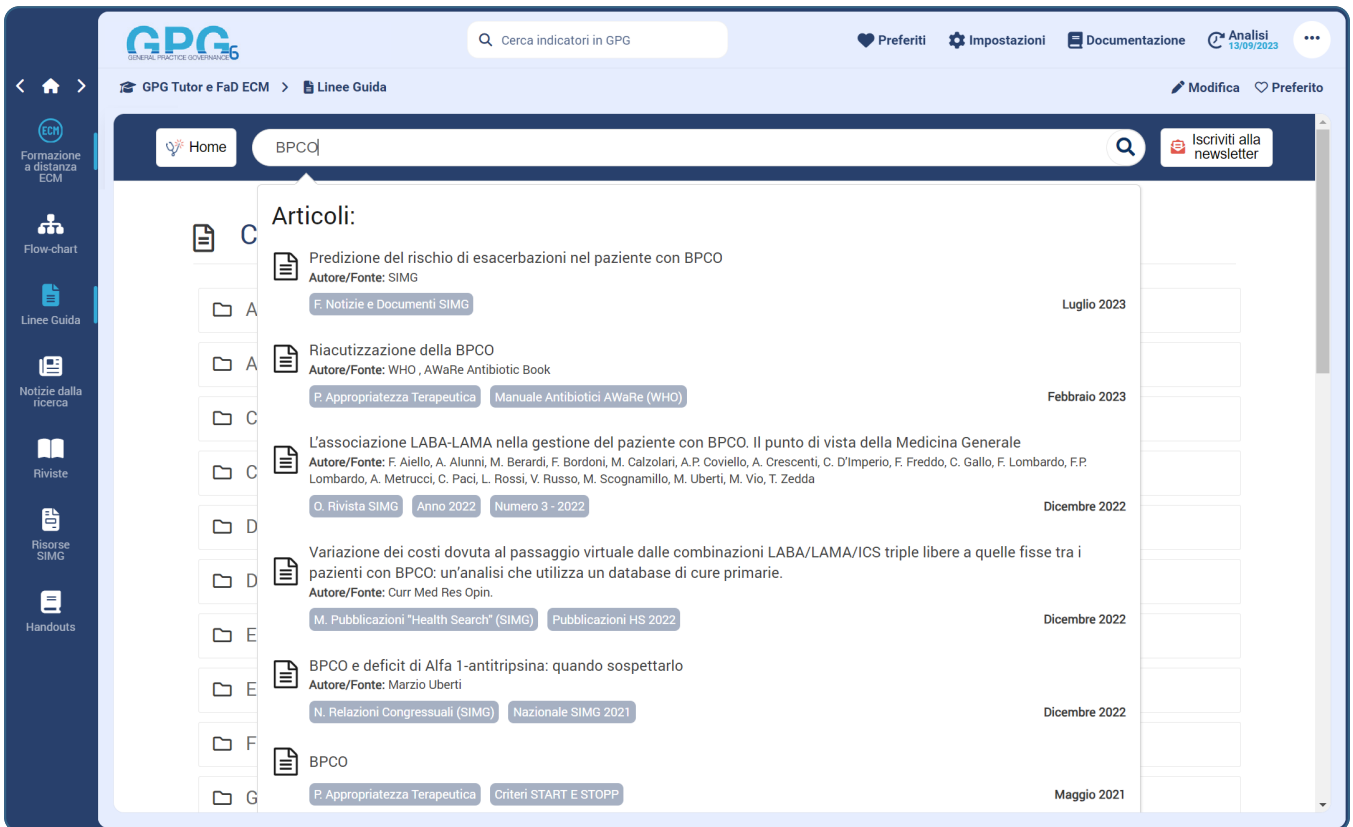 GPG6
GENERAL PRACTICE GOVERNANCE
Cerca indicatori in GPG
Preferiti
Impostazioni
Documentazione
Analisi
13/09/2023
GPG Tutor e FaD ECM > Linee Guida
Modifica
Preferito
ECM
Formazione
a distanza
ECM
Flow-chart
Linee Guida
Notizie dalla
ricerca
Riviste
Risorse
SIMG
Handouts
Home
BPCO
Iscriviti alla
newsletter
C
A
A
C
C
D
D
E
E
F
G
Articoli:
Predizione del rischio di esacerbazioni nel paziente con BPCO
Autore/Fonte: SIMG
F. Notizie e Documenti SIMG
Luglio 2023
Riacutizzazione della BPCO
Autore/Fonte: WHO , AWaRe Antibiotic Book
P. Appropriatezza Terapeutica Manuale Antibiotici AWaRe (WHO)
Febbraio 2023
L'associazione LABA-LAMA nella gestione del paziente con BPCO. Il punto di vista della Medicina Generale
Autore/Fonte: F. Aiello, A. Alunni, M. Berardi, F. Bordoni, M. Calzolari, A.P. Coviello, A. Crescenti, C. D'Imperio, F. Freddo, C. Gallo, F. Lombardo, F.P.
Lombardo, A. Metrucci, C. Paci, L. Rossi, V. Russo, M. Scognamillo, M. Uberti, M. Vio, T. Zedda
O. Rivista SIMG Anno 2022 Numero 3 - 2022
Dicembre 2022
Variazione dei costi dovuta al passaggio virtuale dalle combinazioni LABA/LAMA/ICS triple libere a quelle fisse tra i
pazienti con BPCO: un'analisi che utilizza un database di cure primarie.
Autore/Fonte: Curr Med Res Opin.
M. Pubblicazioni "Health Search" (SIMG) Pubblicazioni HS 2022
Dicembre 2022
BPCO e deficit di Alfa 1-antitripsina: quando sospettarlo
Autore/Fonte: Marzio Uberti
N. Relazioni Congressuali (SIMG) Nazionale SIMG 2021
Dicembre 2022
BPCO
P. Appropriatezza Terapeutica Criteri START E STOPP
Maggio 2021